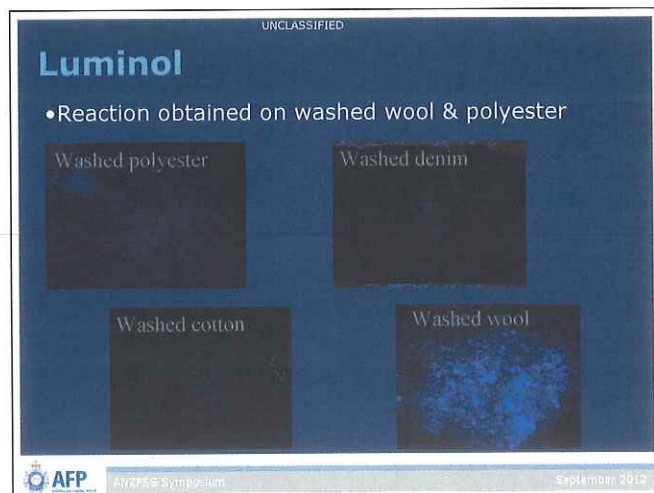 UNCLASSIFIED
Luminol
•Reaction obtained on washed wool & polyester
Washed polyester
Washed denim
Washed cotton
Washed wool
AFP
ANZFSS Symposium
September 2012